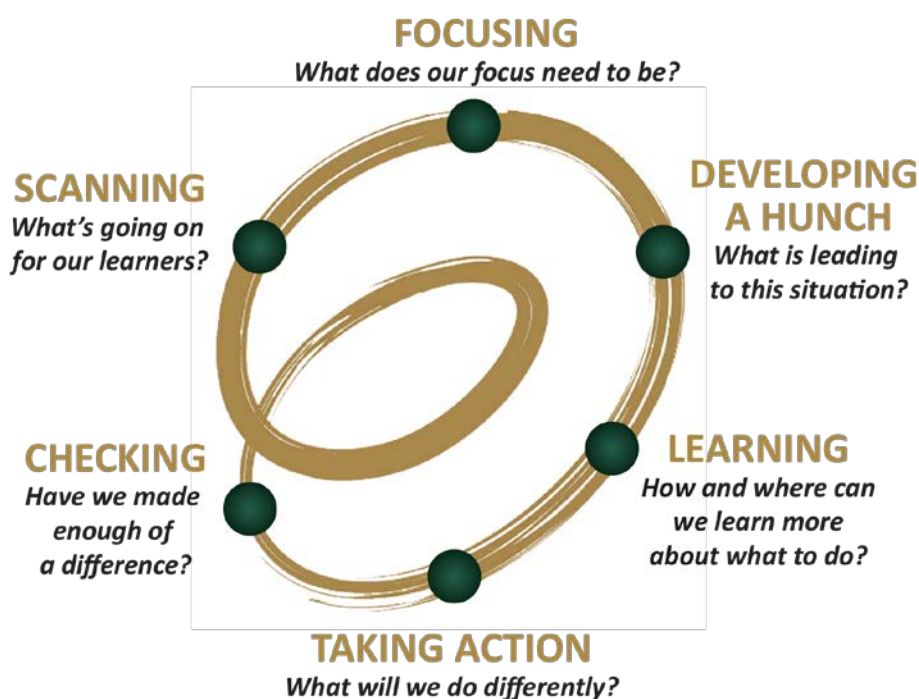 FOCUSING
What does our focus need to be?
SCANNING
What's going on
for our learners?
DEVELOPING
A HUNCH
What is leading
to this situation?
CHECKING
Have we made
enough of
a difference?
LEARNING
How and where can
we learn more
about what to do?
TAKING ACTION
What will we do differently?